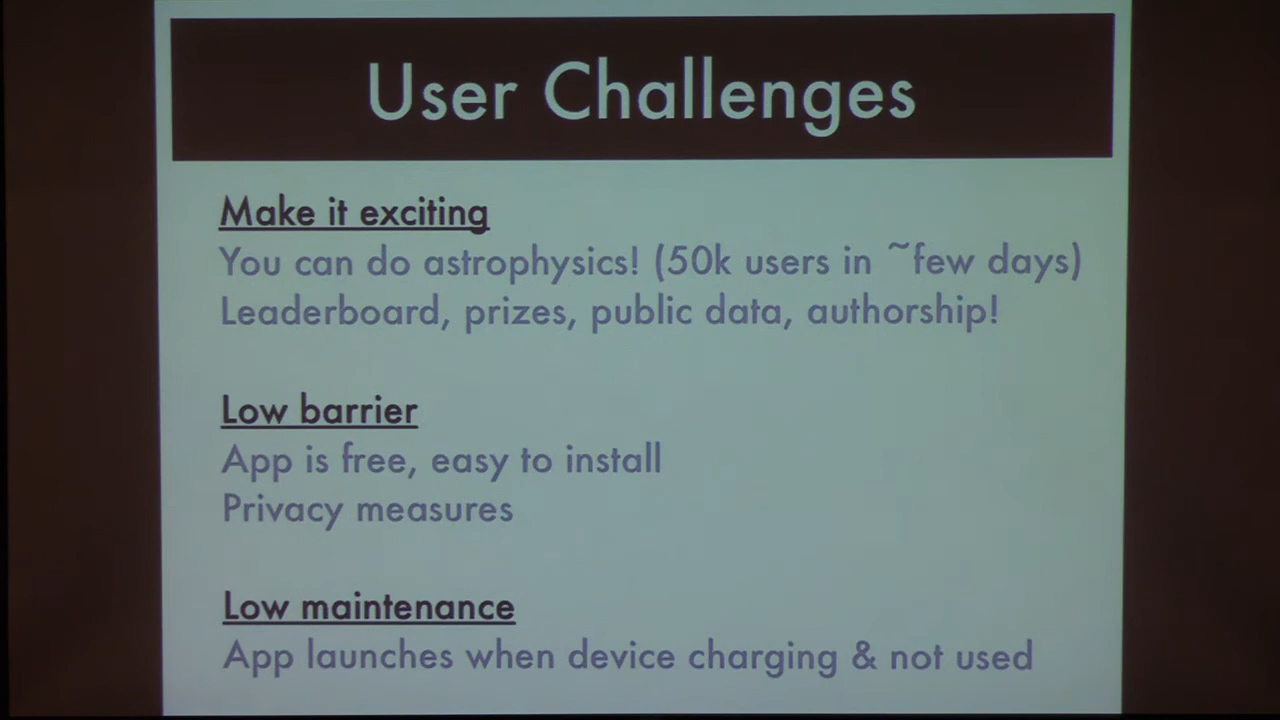 User Challenges
Make it exciting
You can do astrophysics! (50k users in ~few days)
Leaderboard, prizes, public data, authorship!
Low barrier
App is free, easy to install
Privacy measures
Low maintenance
App launches when device charging & not used